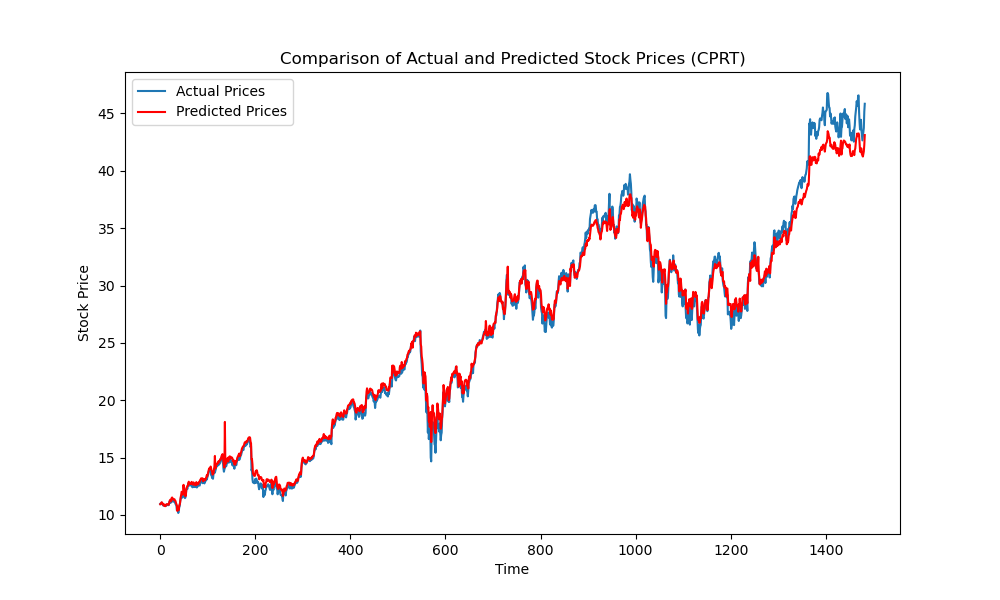 Comparison of Actual and Predicted Stock Prices (CPRT)
Actual Prices
Predicted Prices
Stock Price
45
40
35
30
25
20
15
10
0 200 400 600 800 1000 1200 1400
Time